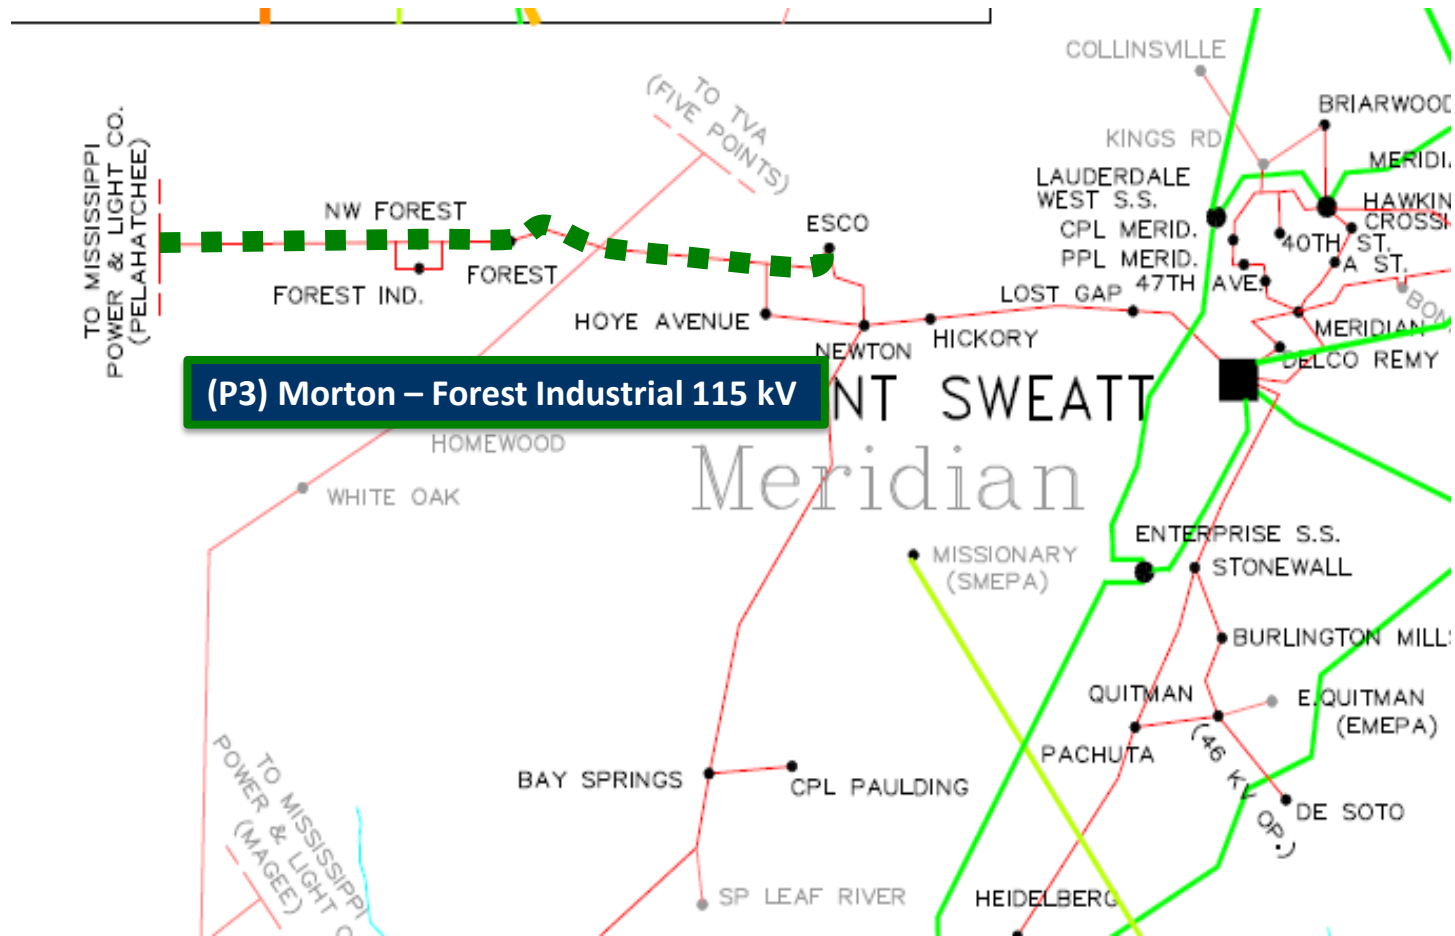 COLLINSVILLE
BRIARWOOD
KINGS RD
MERIDIA
LAUDERDALE
WEST S.S.
HAWKIN
CROSSI
CPL MERID.
40TH ST.
PPL MERID.
A ST.
47TH AVE.
LOST GAP
BON
MERIDIAN
DELCO REMY
TO TVA
(FIVE POINTS)
TO MISSISSIPPI
POWER & LIGHT CO.
(PELAHATCHEE)
NW FOREST
ESCO
FOREST
FOREST IND.
HOYE AVENUE
HICKORY
NEWTON
(P3) Morton – Forest Industrial 115 kV
NT SWEATT
HOMEWOOD
Meridian
WHITE OAK
ENTERPRISE S.S.
MISSIONARY
(SMEPA)
STONEWALL
BURLINGTON MILLS
QUITMAN
E.QUITMAN
(EMEPA)
PACHUTA
(46 KV OP.)
BAY SPRINGS
CPL PAULDING
DE SOTO
TO MISSISSIPPI
POWER & LIGHT C
(MAGEE)
SP LEAF RIVER
HEIDELBERG